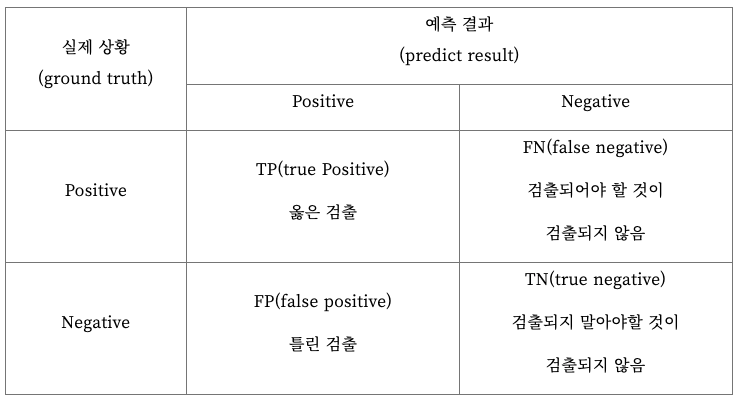 실제 상황
(ground truth)
예측 결과
(predict result)
Positive
Negative
Positive
TP(true Positive)
옳은 검출
FN(false negative)
검출되어야 할 것이
검출되지 않음
Negative
FP(false positive)
틀린 검출
TN(true negative)
검출되지 말아야할 것이
검출되지 않음